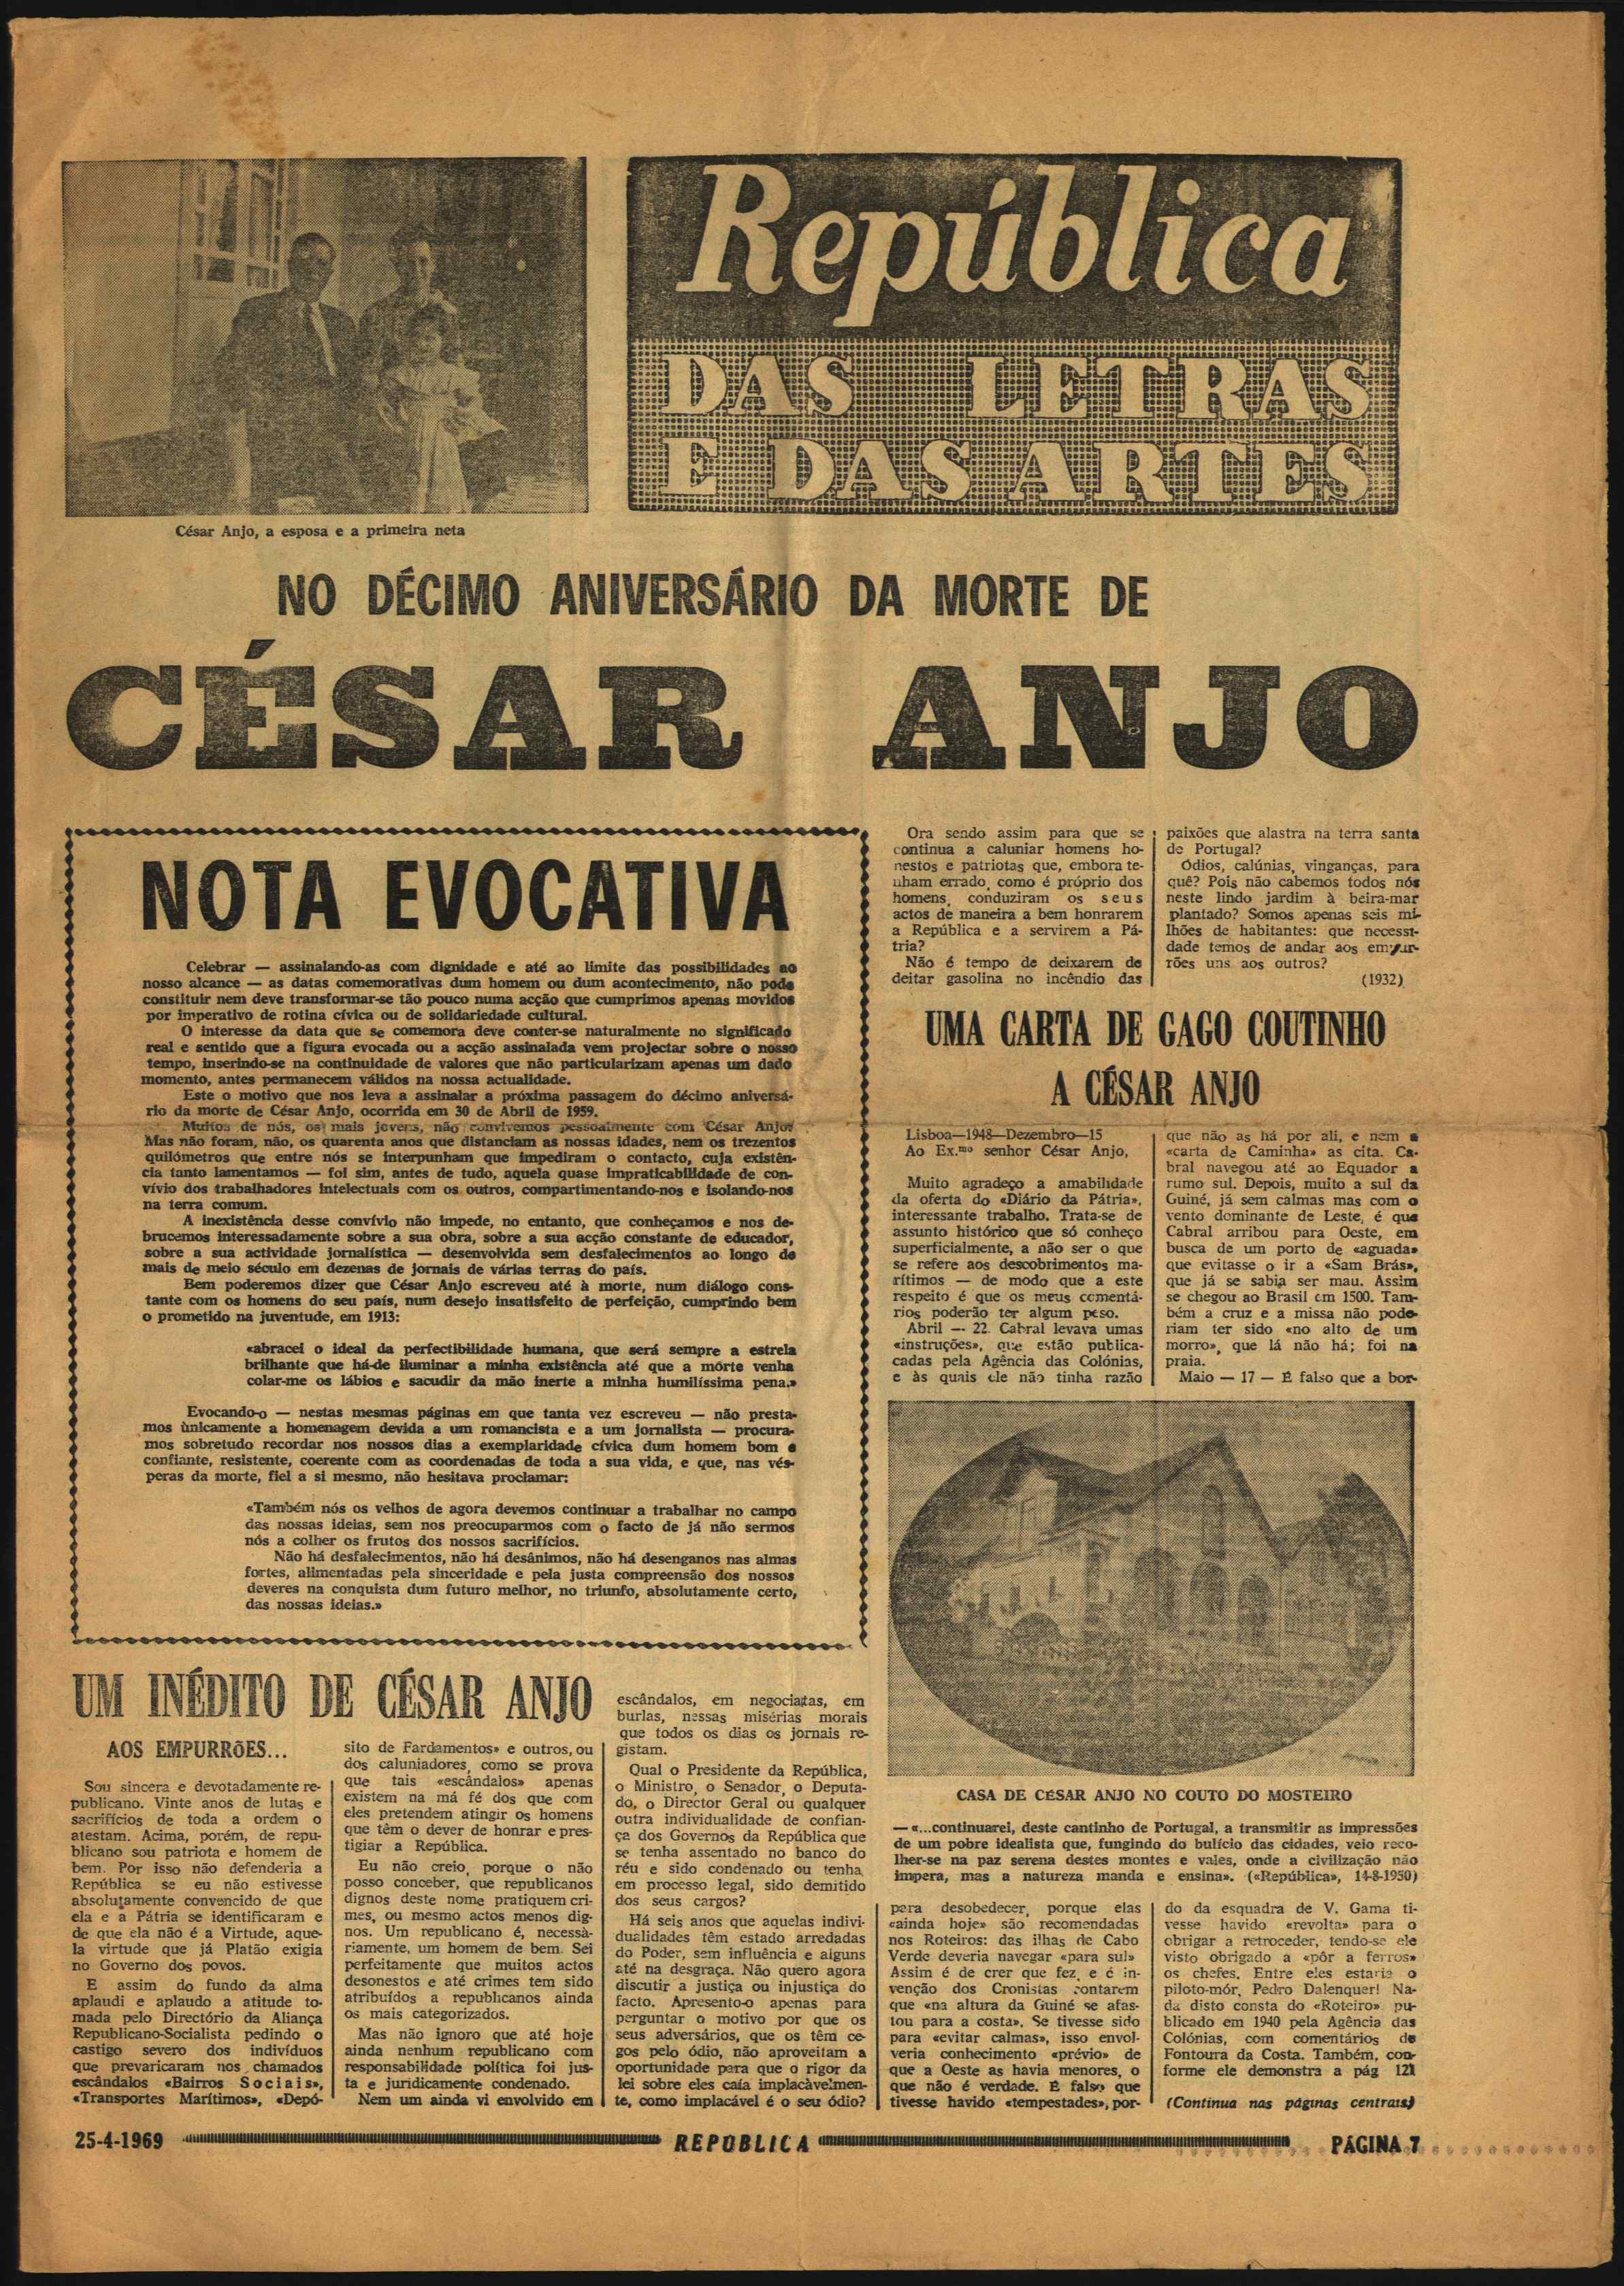 República
DAS LETRAS
E DAS ARTES
César Anjo, a esposa e a primeira neta
NO DÉCIMO ANIVERSÁRIO DA MORTE DE
CÉSAR ANJO
NOTA EVOCATIVA
Celebrar — assinalando-as com dignidade e até ao limite das possibilidades ao
nosso alcance — as datas comemorativas dum homem ou dum acontecimento, não pode
constituir nem deve transformar-se tão pouco numa acção que cumprimos apenas movidos
por imperativo de rotina cívica ou de solidariedade cultural.
O interesse da data que se comemora deve conter-se naturalmente no significado
real e sentido que a figura evocada ou a acção assinalada vem projectar sobre o nosso
tempo, inserindo-se na continuidade de valores que não particularizam apenas um dado
momento, antes permanecem válidos na nossa actualidade.
Este o motivo que nos leva a assinalar a próxima passagem do décimo aniversá-
rio da morte de César Anjo, ocorrida em 30 de Abril de 1959.
Muitos de nós, os mais jovens, não convivemos pessoalmente com César Anjo.
Mas não foram, não, os quarenta anos que distanciam as nossas idades, nem os trezentos
quilómetros que entre nós se interpunham que impediram o contacto, cuja existên-
cia tanto lamentamos — foi sim, antes de tudo, aquela quase impraticabilidade de con-
vívio dos trabalhadores intelectuais com os outros, compartimentando-nos e isolando-nos
na terra comum.
A inexistência desse convívio não impede, no entanto, que conheçamos e nos de-
brucemos interessadamente sobre a sua obra, sobre a sua acção constante de educador,
sobre a sua actividade jornalística — desenvolvida sem desfalecimentos ao longo de
mais de meio século em dezenas de jornais de várias terras do país.
Bem poderemos dizer que César Anjo escreveu até à morte, num diálogo cons-
tante com os homens do seu país, num desejo insatisfeito de perfeição, cumprindo bem
o prometido na juventude, em 1913:
«abracei o ideal da perfectibilidade humana, que será sempre a estrela
brilhante que há-de iluminar a minha existência até que a morte venha
colar-me os lábios e sacudir da mão inerte a minha humilíssima pena.»
Evocando-o — nestas mesmas páginas em que tanta vez escreveu — não presta-
mos ùnicamente a homenagem devida a um romancista e a um jornalista — procura-
mos sobretudo recordar nos nossos dias a exemplaridade cívica dum homem bom e
confiante, resistente, coerente com as coordenadas de toda a sua vida, e que, nas vés-
peras da morte, fiel a si mesmo, não hesitava proclamar:
«Também nós os velhos de agora devemos continuar a trabalhar no campo
das nossas ideias, sem nos preocuparmos com o facto de já não sermos
nós a colher os frutos dos nossos sacrifícios.
Não há desfalecimentos, não há desânimos, não há desenganos nas almas
fortes, alimentadas pela sinceridade e pela justa compreensão dos nossos
deveres na conquista dum futuro melhor, no triunfo, absolutamente certo,
das nossas ideias.»
UM INÉDITO DE CÉSAR ANJO
AOS EMPURRÕES...
Sou sincera e devotadamente re-
publicano. Vinte anos de lutas e
sacrifícios de toda a ordem o
atestam. Acima, porém, de repu-
blicano sou patriota e homem de
bem. Por isso não defenderia a
República se eu não estivesse
absolutamente convencido de que
ela e a Pátria se identificaram e
de que ela não é a Virtude, aque-
la virtude que já Platão exigia
no Governo dos povos.
E assim do fundo da alma
aplaudi e aplaudo a atitude to-
mada pelo Directório da Aliança
Republicano-Socialista pedindo o
castigo severo dos indivíduos
que prevaricaram nos chamados
escândalos «Bairros Sociais»,
«Transportes Marítimos», «Depó-
sito de Fardamentos» e outros, ou
dos caluniadores, como se prova
que tais «escândalos» apenas
existem na má fé dos que com
eles pretendem atingir os homens
que têm o dever de honrar e pres-
tigiar a República.
Eu não creio, porque o não
posso conceber, que republicanos
dignos deste nome pratiquem cri-
mes, ou mesmo actos menos dig-
nos. Um republicano é, necessà-
riamente, um homem de bem. Sei
perfeitamente que muitos actos
desonestos e até crimes tem sido
atribuídos a republicanos ainda
os mais categorizados.
Mas não ignoro que até hoje
ainda nenhum republicano com
responsabilidade política foi jus-
ta e juridicamente condenado.
Nem um ainda vi envolvido em
escândalos, em negociatas, em
burlas, nessas misérias morais
que todos os dias os jornais re-
gistam.
Qual o Presidente da República,
o Ministro, o Senador, o Deputa-
do, o Director Geral ou qualquer
outra individualidade de confian-
ça dos Governos da República que
se tenha assentado no banco do
réu e sido condenado ou tenha,
em processo legal, sido demitido
dos seus cargos?
Há seis anos que aquelas indivi-
dualidades têm estado arredadas
do Poder, sem influência e alguns
até na desgraça. Não quero agora
discutir a justiça ou injustiça do
facto. Apresento-o apenas para
perguntar o motivo por que os
seus adversários, que os têm ce-
gos pelo ódio, não aproveitam a
oportunidade para que o rigor da
lei sobre eles caía implacàvelmen-
te, como implacável é o seu ódio?
Ora sendo assim para que se
continua a caluniar homens ho-
nestos e patriotas que, embora te-
nham errado, como é próprio dos
homens, conduziram os seus
actos de maneira a bem honrarem
a República e a servirem a Pá-
tria?
Não é tempo de deixarem de
deitar gasolina no incêndio das
paixões que alastra na terra santa
de Portugal?
Ódios, calúnias, vinganças, para
quê? Pois não cabemos todos nós
neste lindo jardim à beira-mar
plantado? Somos apenas seis mi-
lhões de habitantes: que necessi-
dade temos de andar aos empur-
rões uns aos outros?
(1932)
UMA CARTA DE GAGO COUTINHO
A CÉSAR ANJO
Lisboa—1948—Dezembro—15
Ao Ex.mo senhor César Anjo,
Muito agradeço a amabilidade
da oferta do «Diário da Pátria»,
interessante trabalho. Trata-se de
assunto histórico que só conheço
superficialmente, a não ser o que
se refere aos descobrimentos ma-
rítimos — de modo que a este
respeito é que os meus comentá-
rios poderão ter algum peso.
Abril — 22. Cabral levava umas
«instruções», que estão publica-
cadas pela Agência das Colónias,
e às quais ele não tinha razão
para desobedecer, porque elas
«ainda hoje» são recomendadas
nos Roteiros: das ilhas de Cabo
Verde deveria navegar «para sul»
Assim é de crer que fez, e é in-
venção dos Cronistas contarem
que «na altura da Guiné se afas-
tou para a costa». Se tivesse sido
para «evitar calmas», isso envol-
veria conhecimento «prévio» de
que a Oeste as havia menores, o
que não é verdade. É falso que
tivesse havido «tempestades», por-
que não as há por ali, e nem a
«carta de Caminha» as cita. Ca-
bral navegou até ao Equador a
rumo sul. Depois, muito a sul da
Guiné, já sem calmas mas com o
vento dominante de Leste, é que
Cabral arribou para Oeste, em
busca de um porto de «aguada»
que evitasse o ir a «Sam Brás»,
que já se sabia ser mau. Assim
se chegou ao Brasil em 1500. Tam-
bém a cruz e a missa não pode-
riam ter sido «no alto de um
morro», que lá não há; foi na
praia.
Maio — 17 — É falso que a bor-
do da esquadra de V. Gama ti-
vesse havido «revolta» para o
obrigar a retroceder, tendo-se ele
visto obrigado a «pôr a ferros»
os chefes. Entre eles estaria o
piloto-mór, Pedro Dalenquer! Na-
da disto consta do «Roteiro» pu-
blicado em 1940 pela Agência das
Colónias, com comentários de
Fontoura da Costa. Também, con-
forme ele demonstra a pág 121
(Continua nas páginas centrais)
CASA DE CÉSAR ANJO NO COUTO DO MOSTEIRO
— «...continuarei, deste cantinho de Portugal, a transmitir as impressões
de um pobre idealista que, fungindo do bulício das cidades, veio reco-
lher-se na paz serena destes montes e vales, onde a civilização não
impera, mas a natureza manda e ensina». («República», 14-8-1950)
25-4-1969 REPÚBLICA PÁGINA 7